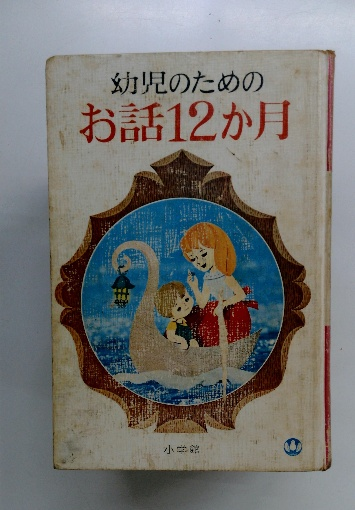 幼児のための
お話12か月
小学館